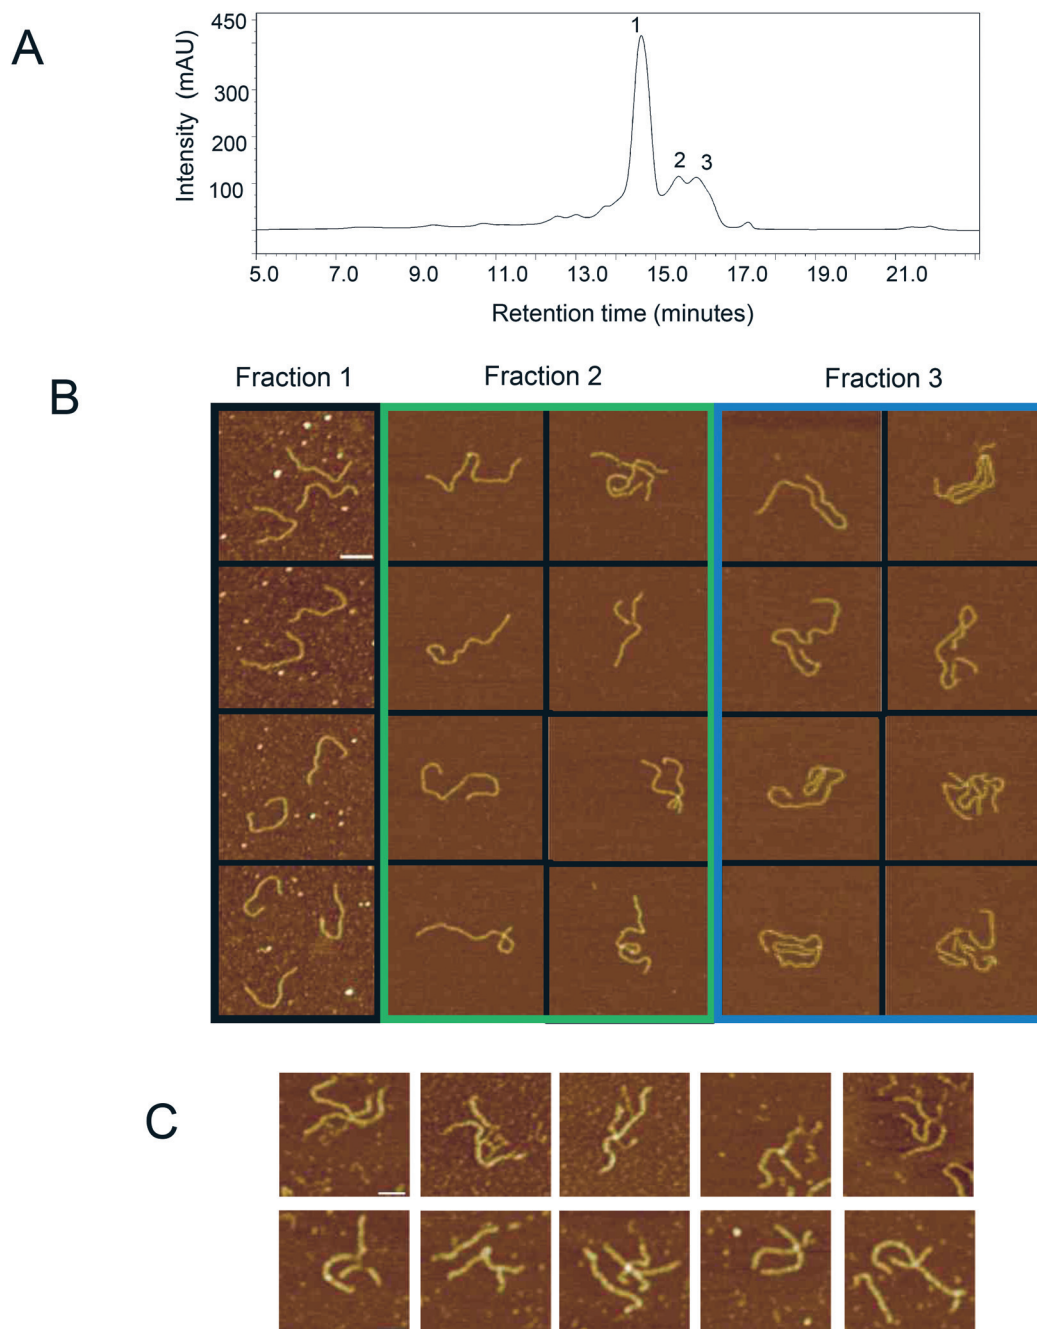 A
Intensity (mAU)
450
300
200
100
1
2
3
5.0 7.0 9.0 11.0 13.0 15.0 17.0 19.0 21.0
Retention time (minutes)
B
Fraction 1 Fraction 2 Fraction 3
C